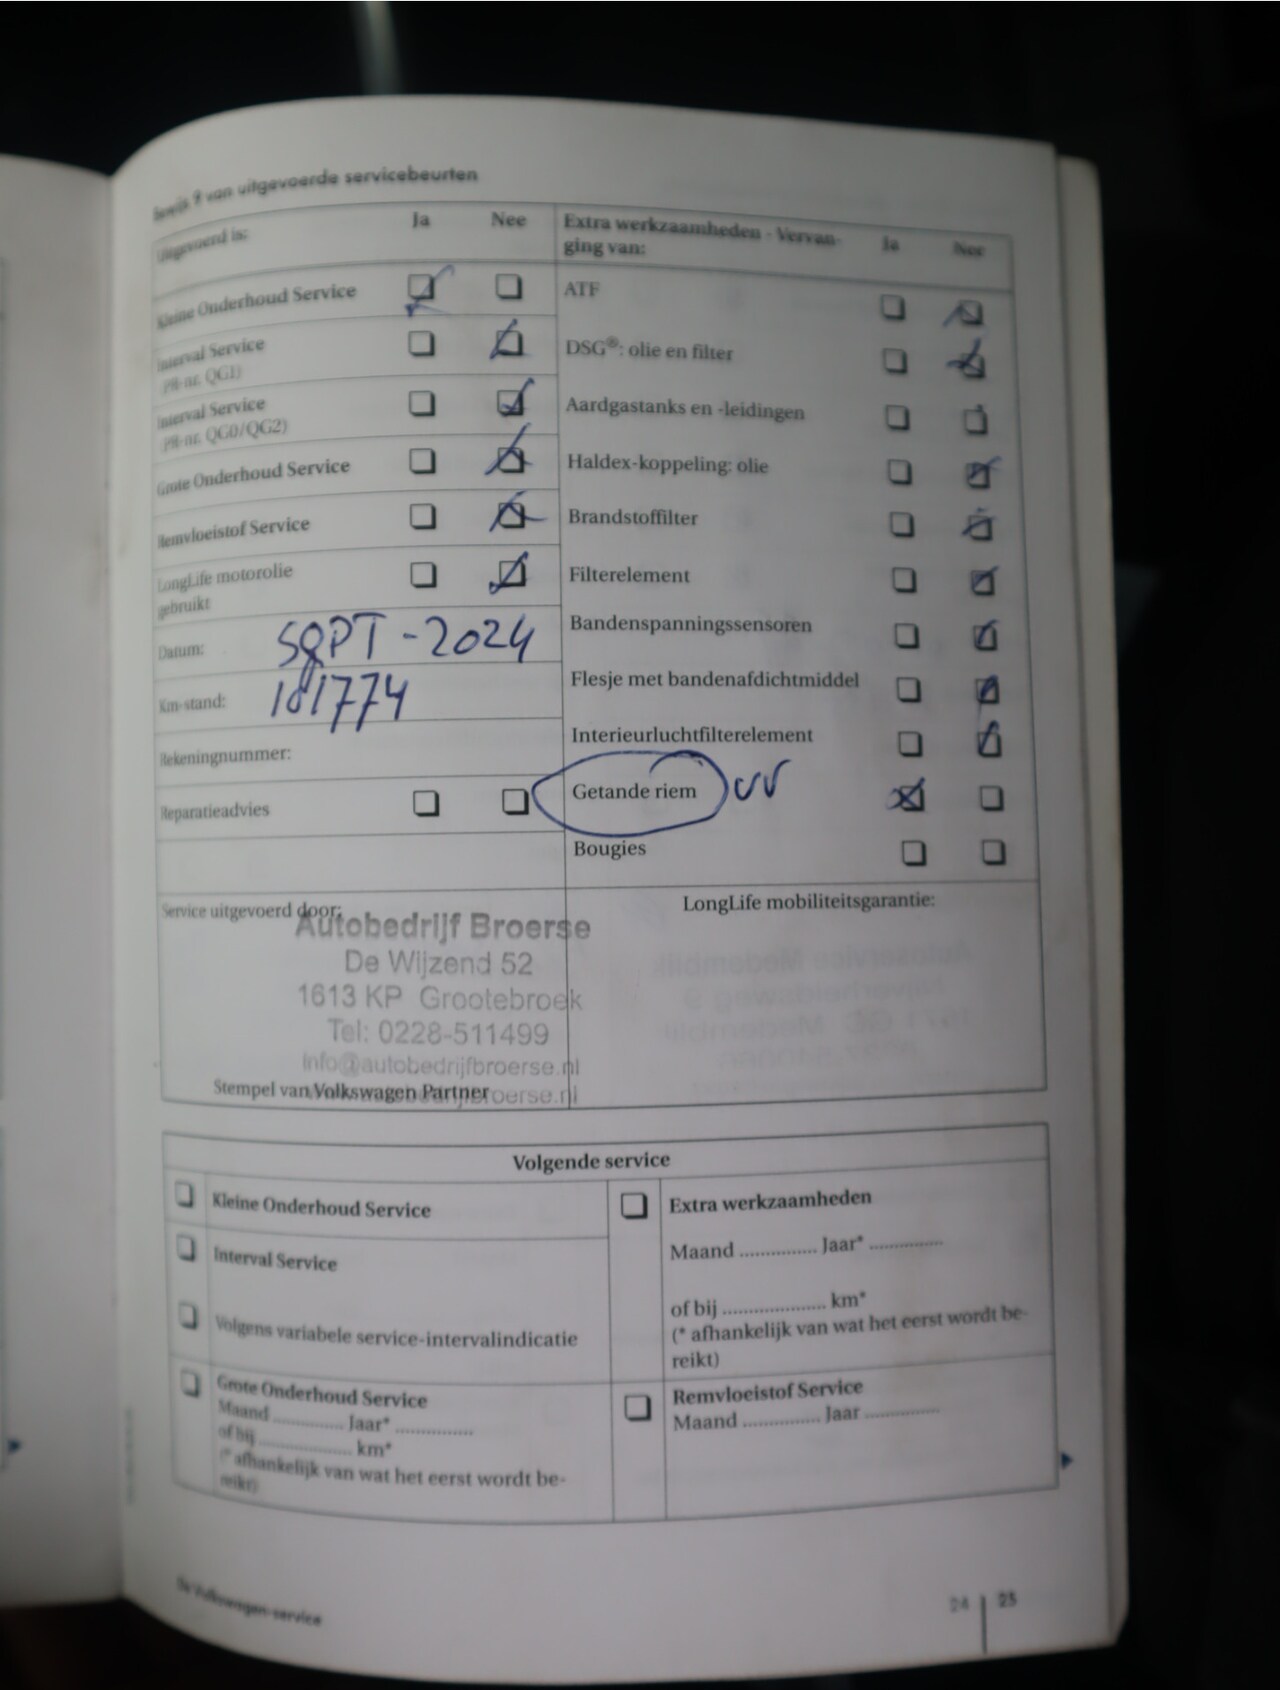 Bewijs 9 van uitgevoerde servicebeurten
Uitgevoerd is: Ja Nee
Kleine Onderhoud Service
Interval Service
(PR-nr. QG1)
Interval Service
(PR-nr. QG0/QG2)
Grote Onderhoud Service
Remvloeistof Service
LongLife motorolie
gebruikt
Datum: SEPT-2024
Km-stand: 181774
Rekeningnummer:
Reparatieadvies
Extra werkzaamheden - Vervan-
ging van: Ja Nee
ATF
DSG®: olie en filter
Aardgastanks en -leidingen
Haldex-koppeling: olie
Brandstoffilter
Filterelement
Bandenspanningssensoren
Flesje met bandenafdichtmiddel
Interieurluchtfilterelement
Getande riem
Bougies
Service uitgevoerd door:
Autobedrijf Broerse
De Wijzend 52
1613 KP Grootebroek
Tel: 0228-511499
Info@autobedrijfbroerse.nl
Stempel van Volkswagen Partner
LongLife mobiliteitsgarantie:
Volgende service
Kleine Onderhoud Service
Interval Service
Volgens variabele service-intervalindicatie
Grote Onderhoud Service
Maand .............. Jaar* ...............
of bij .................... km*
(* afhankelijk van wat het eerst wordt be-
reikt)
Extra werkzaamheden
Maand ............... Jaar* ..............
of bij .................... km*
(* afhankelijk van wat het eerst wordt be-
reikt)
Remvloeistof Service
Maand ............... Jaar ..............
De Volkswagen-service
24 | 25